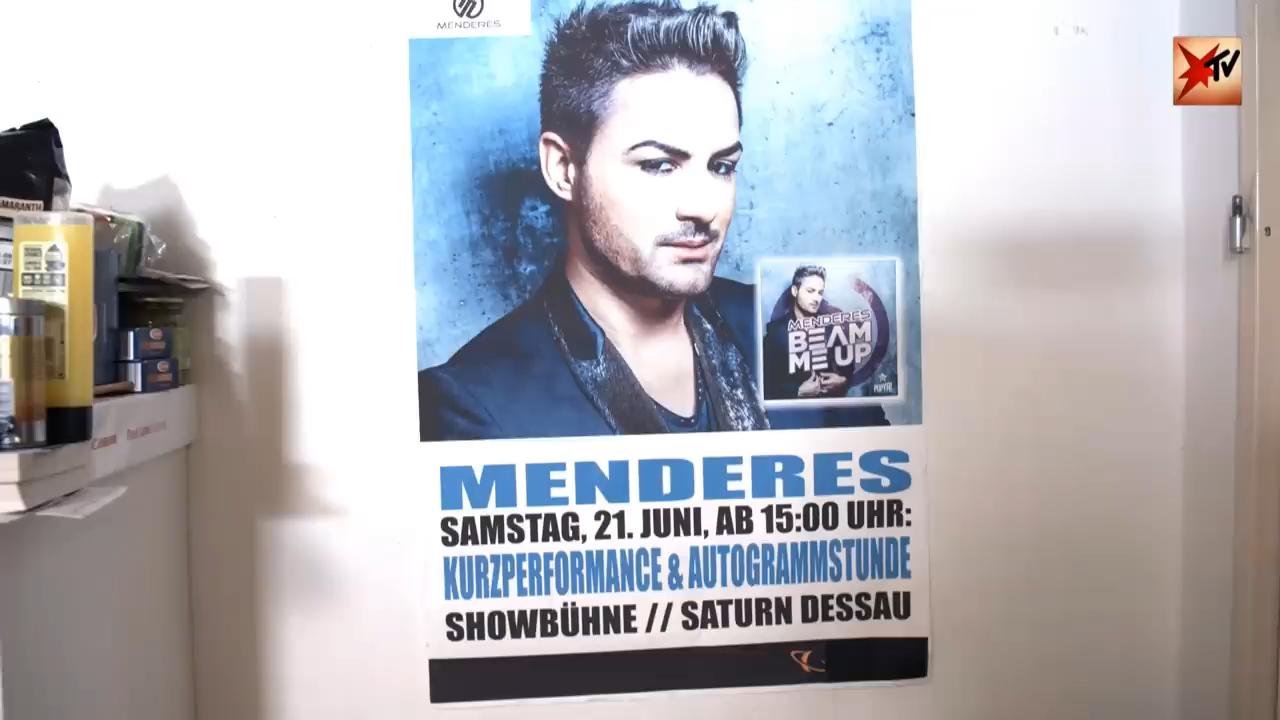 MENDERES
TV
MARANTH
MENDERES
BEAM
ME UP
MENDERES
SAMSTAG, 21. JUNI, AB 15:00 UHR:
KURZPERFORMANCE & AUTOGRAMMSTUNDE
SHOWBÜHNE // SATURN DESSAU